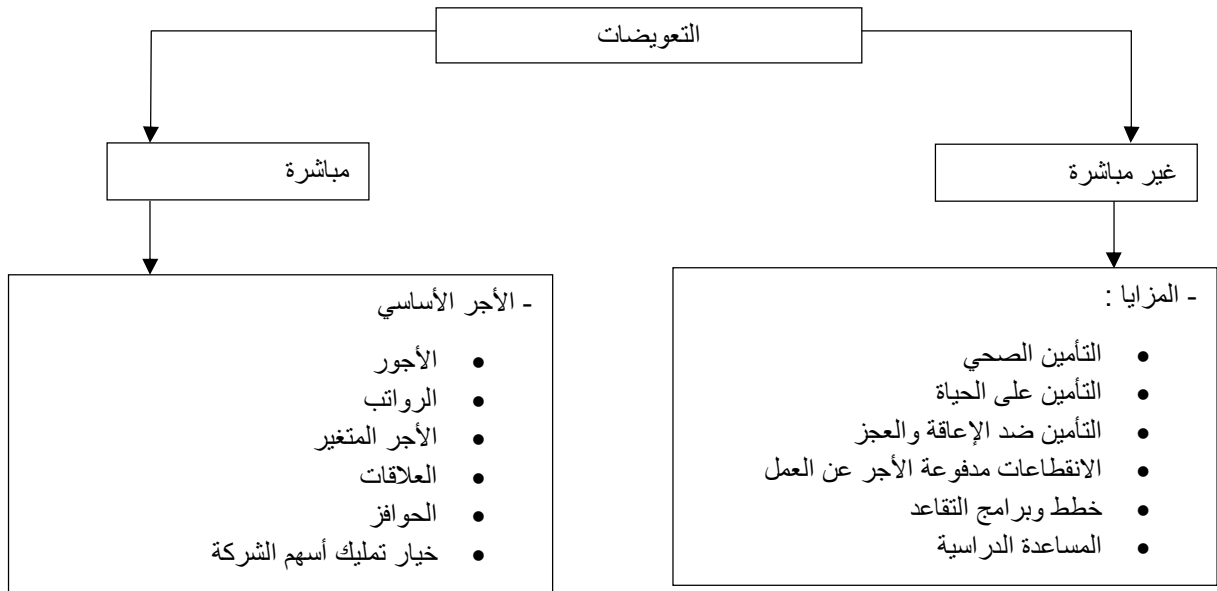 التعويضات
غير مباشرة
مباشرة
- المزايا :
• التأمين الصحي
• التأمين على الحياة
• التأمين ضد الإعاقة والعجز
• الانقطاعات مدفوعة الأجر عن العمل
• خطط وبرامج التقاعد
• المساعدة الدراسية
- الأجر الأساسي
• الأجور
• الرواتب
• الأجر المتغير
• العلاقات
• الحوافز
• خيار تمليك أسهم الشركة